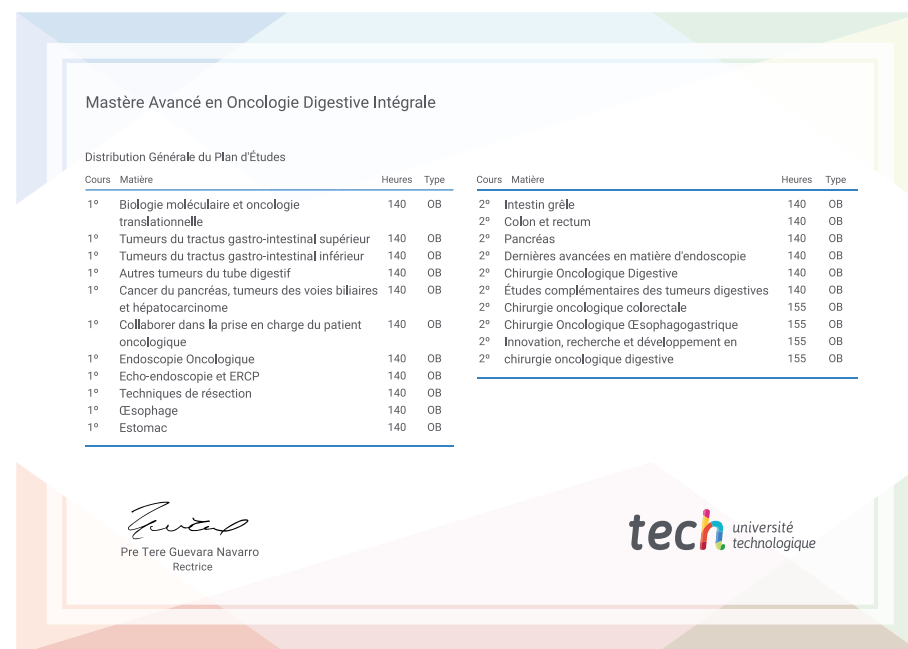 Mastère Avancé en Oncologie Digestive Intégrale
Distribution Générale du Plan d'Études
Cours Matière Heures Type
1º Biologie moléculaire et oncologie 140 OB
translationnelle
1º Tumeurs du tractus gastro-intestinal supérieur 140 OB
1º Tumeurs du tractus gastro-intestinal inférieur 140 OB
1º Autres tumeurs du tube digestif 140 OB
1º Cancer du pancréas, tumeurs des voies biliaires 140 OB
et hépatocarcinome
1º Collaborer dans la prise en charge du patient 140 OB
oncologique
1º Endoscopie Oncologique 140 OB
1º Echo-endoscopie et ERCP 140 OB
1º Techniques de résection 140 OB
1º Œsophage 140 OB
1º Estomac 140 OB
Cours Matière Heures Type
2º Intestin grêle 140 OB
2º Colon et rectum 140 OB
2º Pancréas 140 OB
2º Dernières avancées en matière d'endoscopie 140 OB
2º Chirurgie Oncologique Digestive 140 OB
2º Études complémentaires des tumeurs digestives 140 OB
2º Chirurgie oncologique colorectale 155 OB
2º Chirurgie Oncologique Œsophagogastrique 155 OB
2º Innovation, recherche et développement en 155 OB
2º chirurgie oncologique digestive 155 OB
Pre Tere Guevara Navarro
Rectrice
tech université
technologique